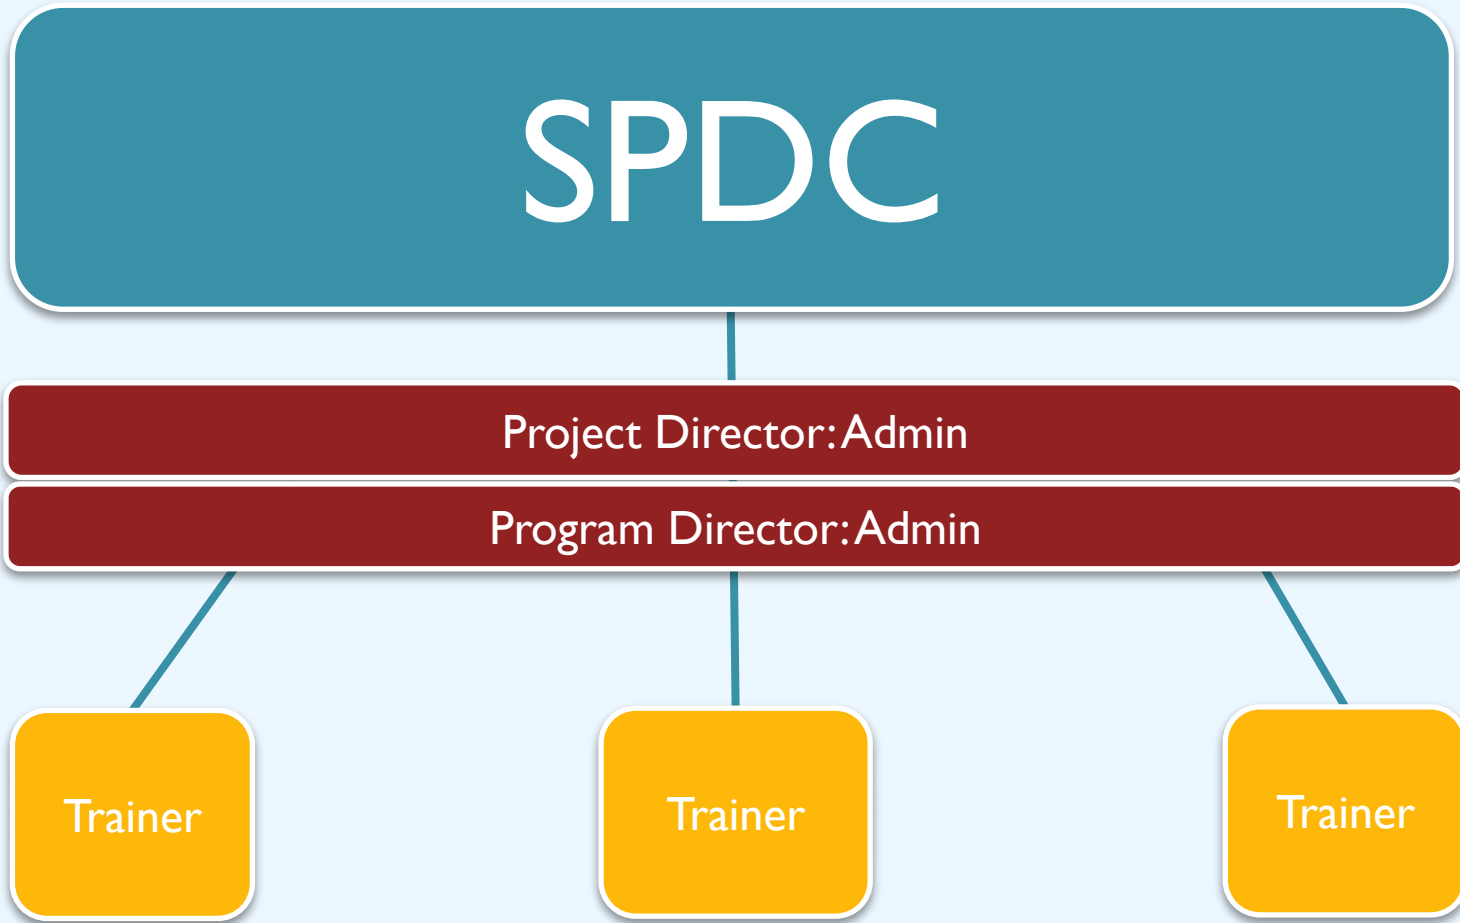 SPDC
Project Director: Admin
Program Director: Admin
Trainer
Trainer
Trainer